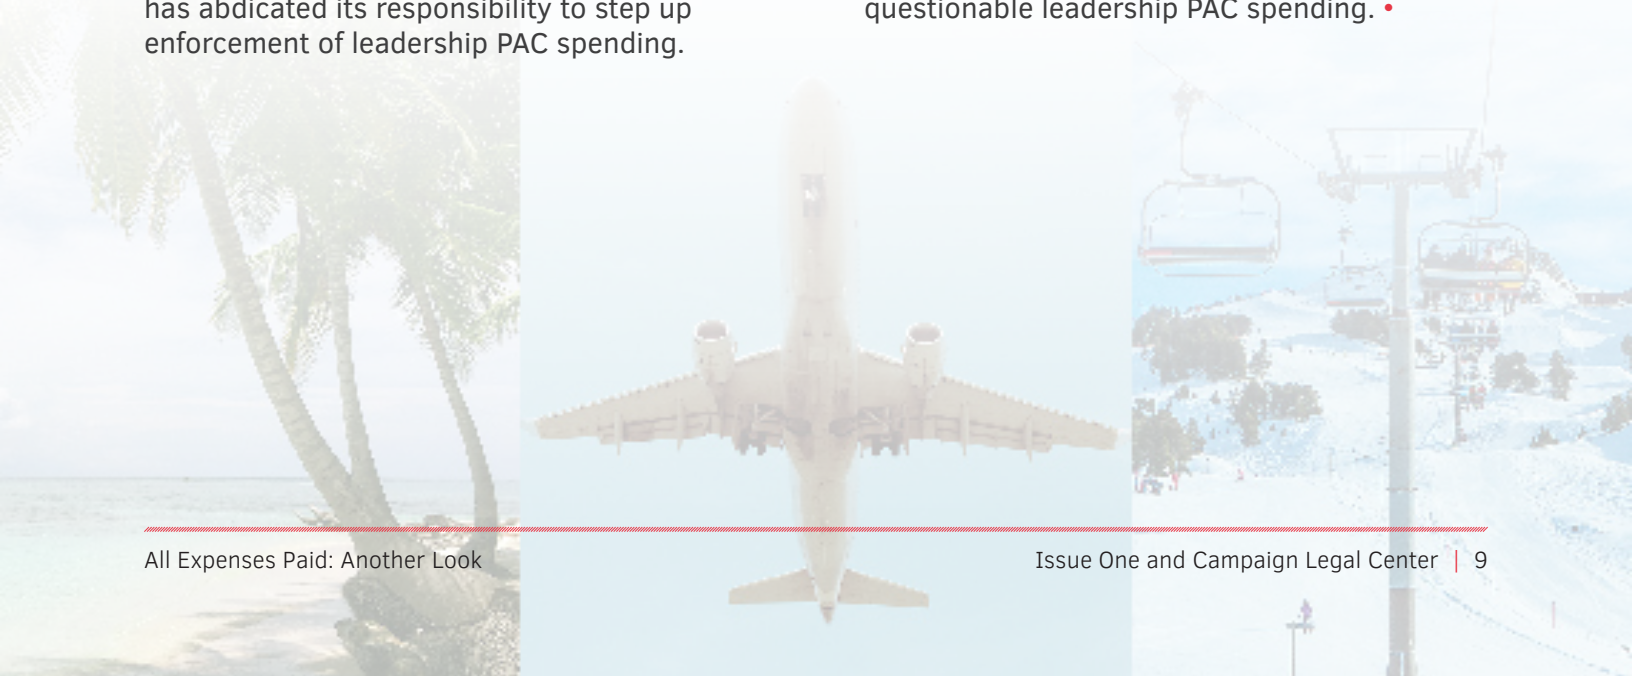 has abdicated its responsibility to step up
enforcement of leadership PAC spending.
questionable leadership PAC spending. •
All Expenses Paid: Another Look
Issue One and Campaign Legal Center | 9